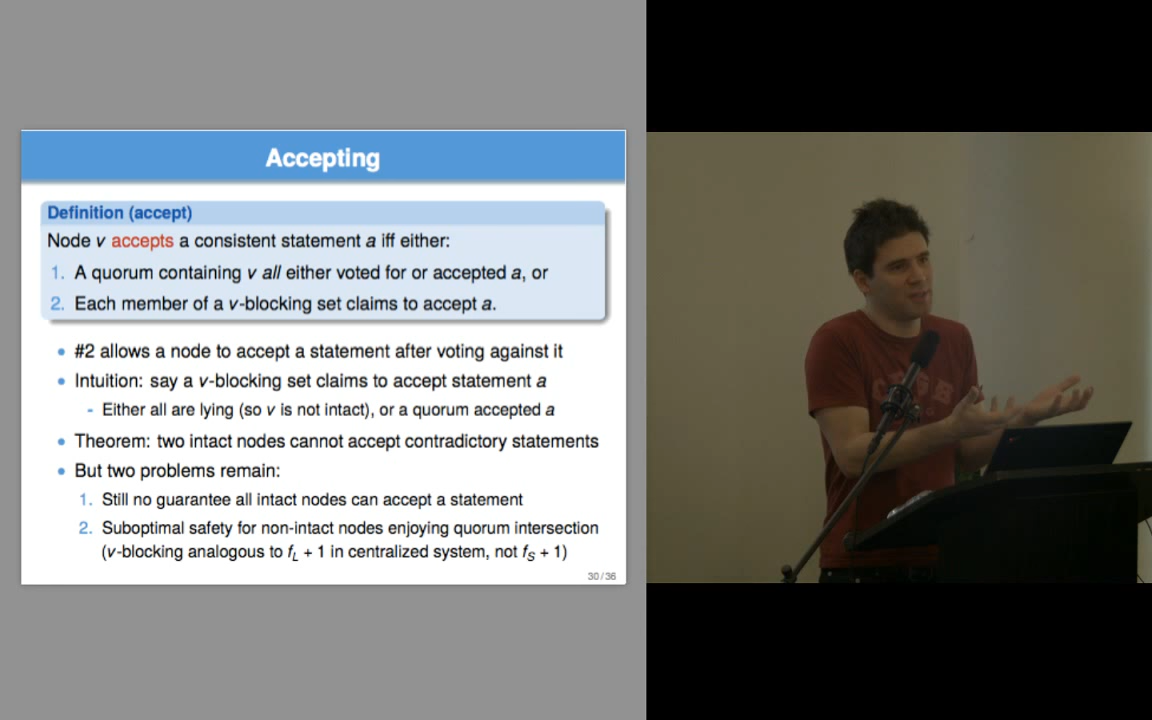 Accepting
Definition (accept)
Node v accepts a consistent statement a iff either:
1. A quorum containing v all either voted for or accepted a, or
2. Each member of a v-blocking set claims to accept a.
• #2 allows a node to accept a statement after voting against it
• Intuition: say a v-blocking set claims to accept statement a
- Either all are lying (so v is not intact), or a quorum accepted a
• Theorem: two intact nodes cannot accept contradictory statements
• But two problems remain:
1. Still no guarantee all intact nodes can accept a statement
2. Suboptimal safety for non-intact nodes enjoying quorum intersection
(v-blocking analogous to fL + 1 in centralized system, not fS + 1)
30/36